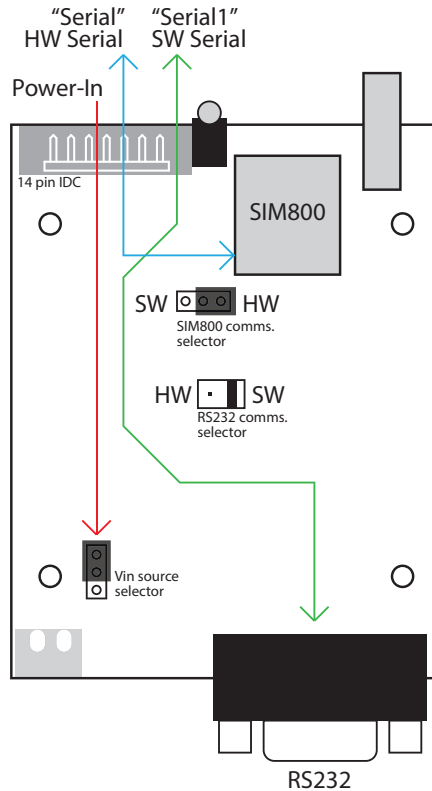 “Serial” “Serial1”
HW Serial SW Serial
Power-In
14 pin IDC
SIM800
SW HW
SIM800 comms.
selector
HW SW
RS232 comms.
selector
Vin source
selector
RS232